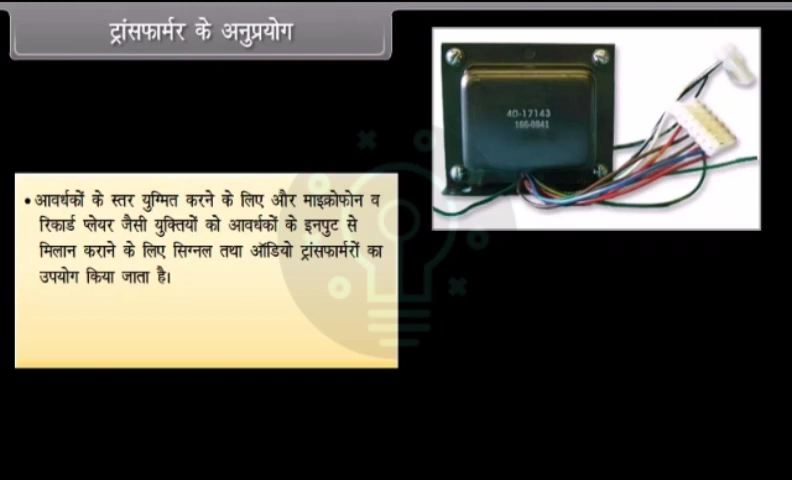 ट्रांसफार्मर के अनुप्रयोग
40-17143
166-0041
• आवर्धकों के स्तर युग्मित करने के लिए और माइक्रोफोन व
रिकार्ड प्लेयर जैसी युक्तियों को आवर्धकों के इनपुट से
मिलान कराने के लिए सिग्नल तथा ऑडियो ट्रांसफार्मरों का
उपयोग किया जाता है।